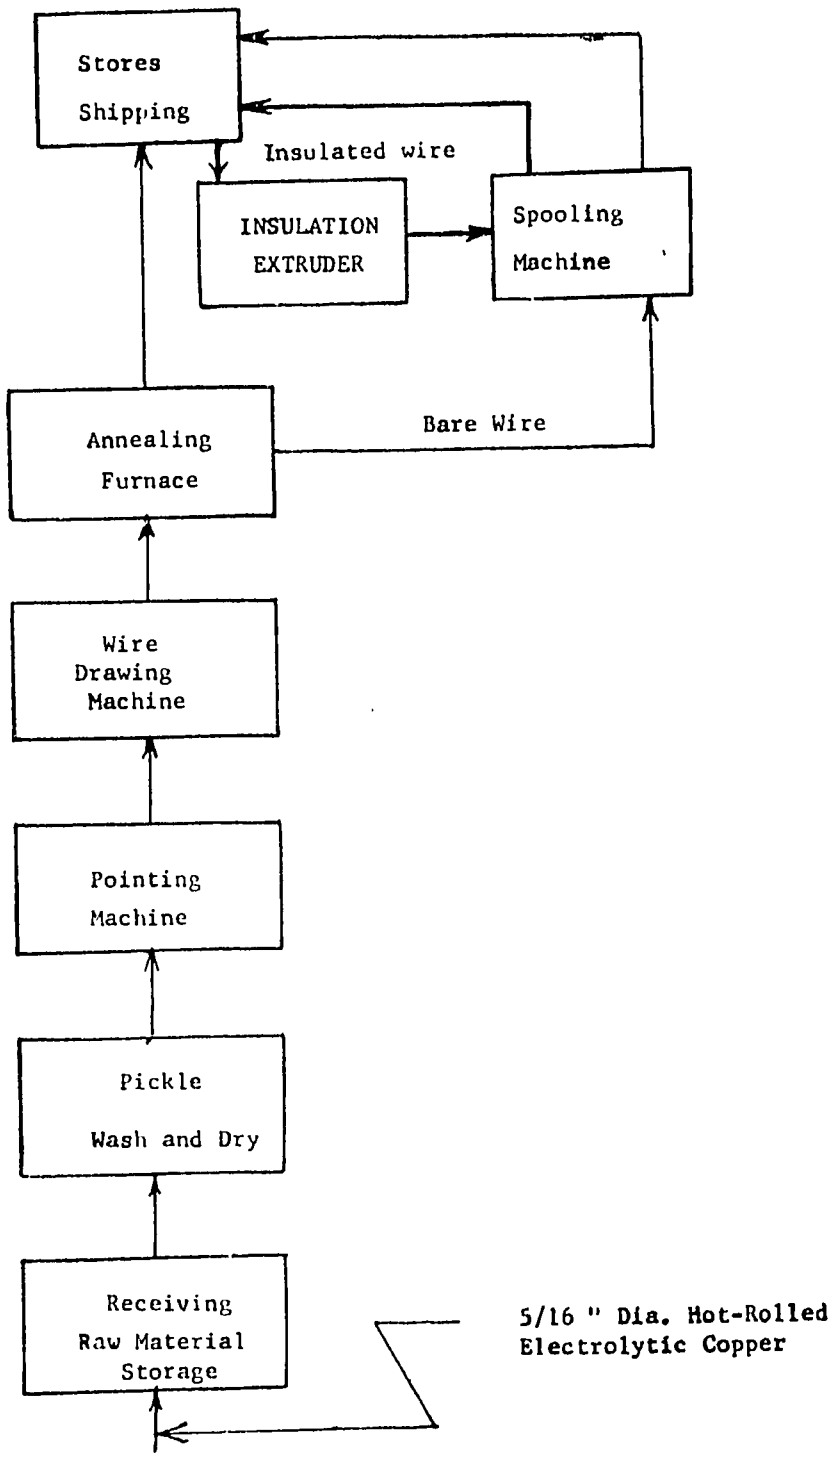 Stores
Shipping
Insulated wire
INSULATION
EXTRUDER
Spooling
Machine
Annealing
Furnace
Bare Wire
Wire
Drawing
Machine
Pointing
Machine
Pickle
Wash and Dry
Receiving
Raw Material
Storage
5/16 " Dia. Hot-Rolled
Electrolytic Copper